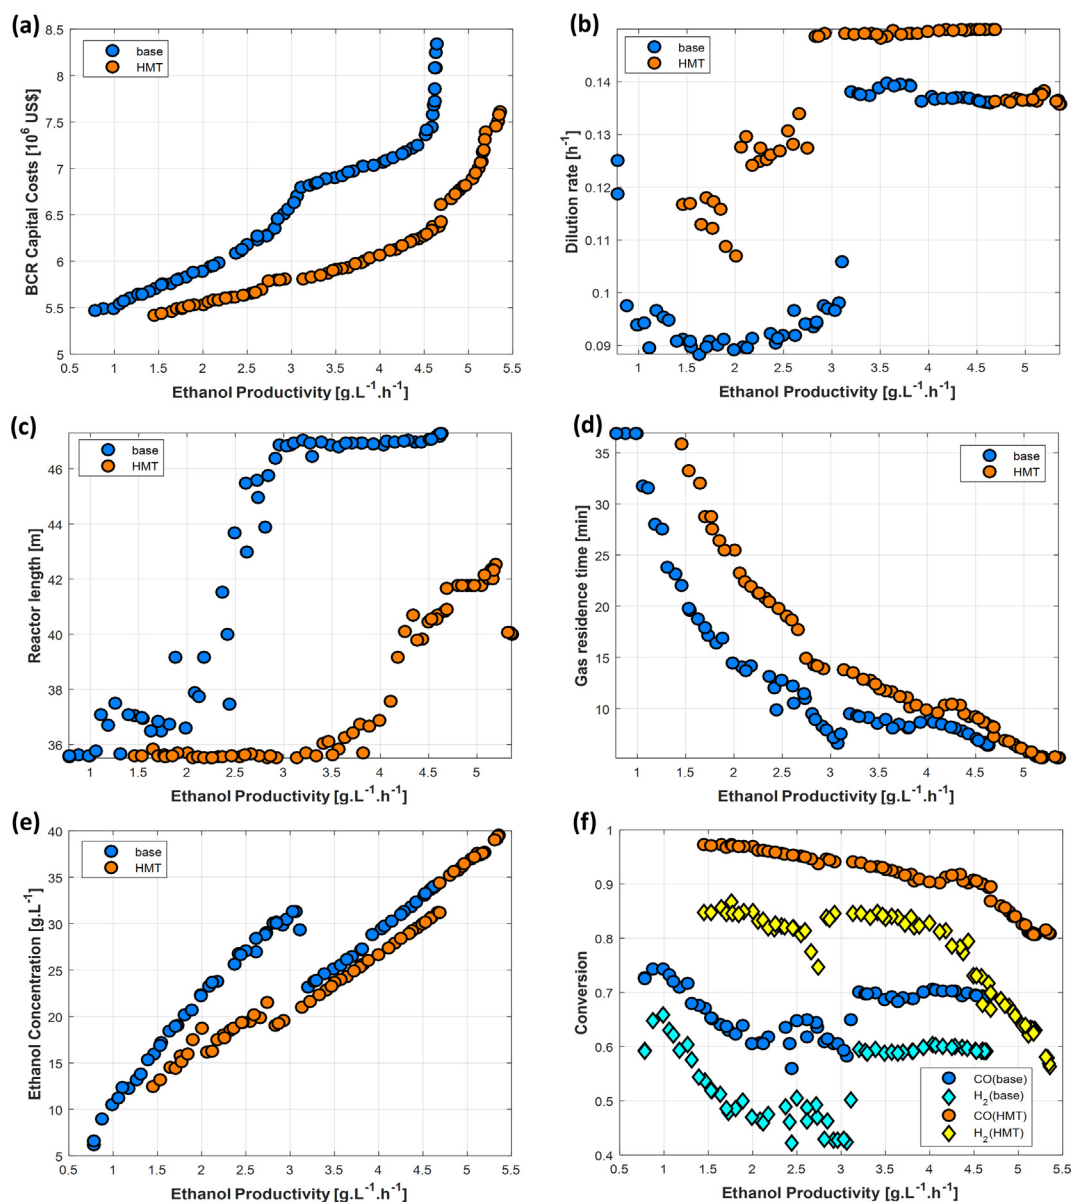 (a)
BCR Capital Costs [10⁶ US$]
8.5
8
7.5
7
6.5
6
5.5
5
base
HMT
0.5 1 1.5 2 2.5 3 3.5 4 4.5 5 5.5
Ethanol Productivity [g.L⁻¹.h⁻¹]
(b)
Dilution rate [h⁻¹]
0.14
0.13
0.12
0.11
0.1
0.09
base
HMT
1 1.5 2 2.5 3 3.5 4 4.5 5
Ethanol Productivity [g.L⁻¹.h⁻¹]
(c)
Reactor length [m]
46
44
42
40
38
36
base
HMT
1 1.5 2 2.5 3 3.5 4 4.5 5
Ethanol Productivity [g.L⁻¹.h⁻¹]
(d)
Gas residence time [min]
35
30
25
20
15
10
base
HMT
1 1.5 2 2.5 3 3.5 4 4.5 5
Ethanol Productivity [g.L⁻¹.h⁻¹]
(e)
Ethanol Concentration [g.L⁻¹]
40
35
30
25
20
15
10
5
base
HMT
0.5 1 1.5 2 2.5 3 3.5 4 4.5 5 5.5
Ethanol Productivity [g.L⁻¹.h⁻¹]
(f)
Conversion
1
0.9
0.8
0.7
0.6
0.5
0.4
CO(base)
H₂(base)
CO(HMT)
H₂(HMT)
0.5 1 1.5 2 2.5 3 3.5 4 4.5 5 5.5
Ethanol Productivity [g.L⁻¹.h⁻¹]